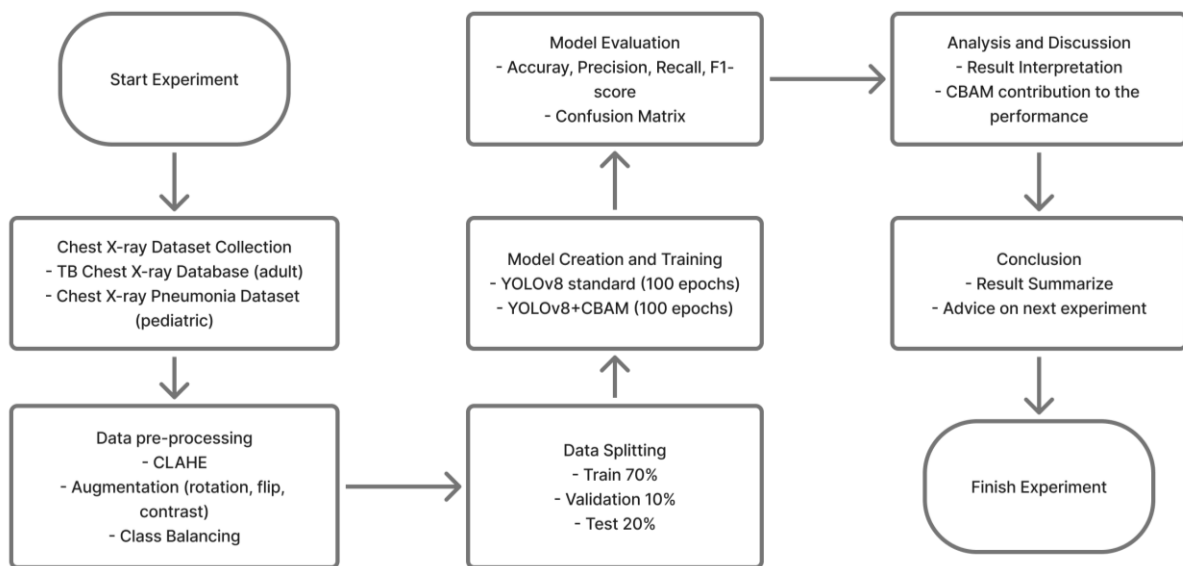 Start Experiment
Chest X-ray Dataset Collection
- TB Chest X-ray Database (adult)
- Chest X-ray Pneumonia Dataset
(pediatric)
Data pre-processing
- CLAHE
- Augmentation (rotation, flip,
contrast)
- Class Balancing
Data Splitting
- Train 70%
- Validation 10%
- Test 20%
Model Creation and Training
- YOLOv8 standard (100 epochs)
- YOLOv8+CBAM (100 epochs)
Model Evaluation
- Accuray, Precision, Recall, F1-
score
- Confusion Matrix
Analysis and Discussion
- Result Interpretation
- CBAM contribution to the
performance
Conclusion
- Result Summarize
- Advice on next experiment
Finish Experiment